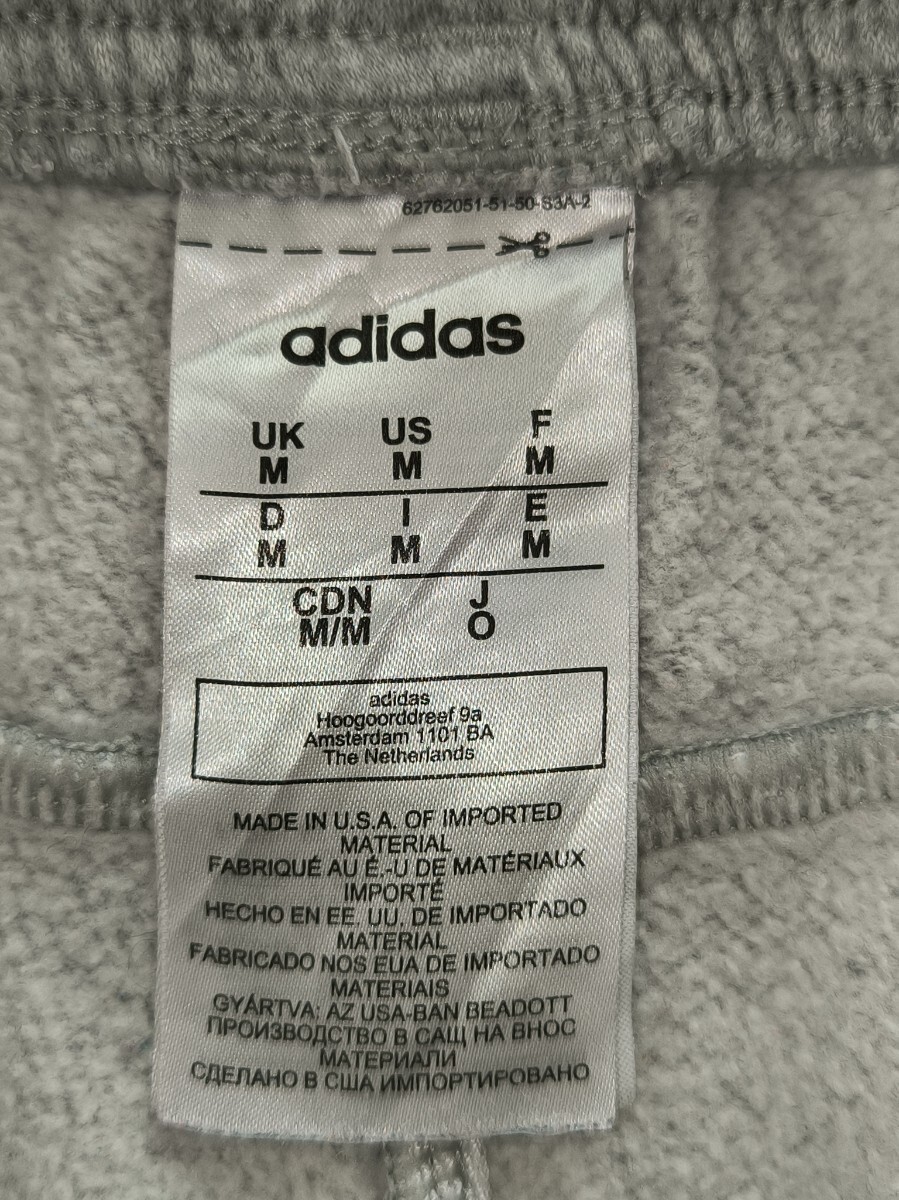 62762051-51-50-S3A-2
adidas
UK US F
M M M
D I E
M M M
CDN J
M/M O
adidas
Hoogoorddreef 9a
Amsterdam 1101 BA
The Netherlands
MADE IN U.S.A. OF IMPORTED
MATERIAL
FABRIQUÉ AU É.-U DE MATÉRIAUX
IMPORTÉ
HECHO EN EE. UU. DE IMPORTADO
MATERIAL
FABRICADO NOS EUA DE IMPORTADO
MATERIAIS
GYÁRTVA: AZ USA-BAN BEADOTT
ПРОИЗВОДСТВО В САЩ НА ВНОС
МАТЕРИАЛИ
СДЕЛАНО В США ИМПОРТИРОВАНО